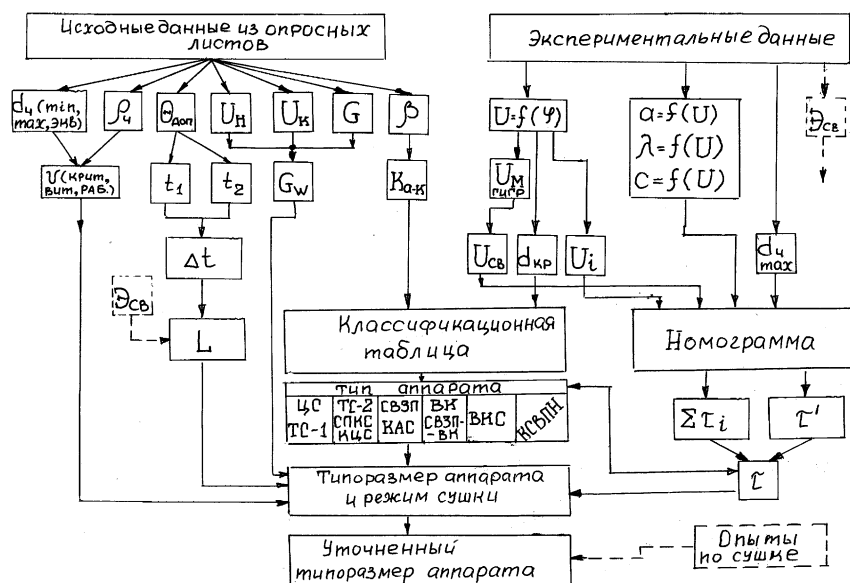 Исходные данные из опросных
листов
Экспериментальные данные
dч (min,
max, экв)
ρч
Θдоп
Uн
Uк
G
β
U=f(φ)
a=f(U)
λ=f(U)
C=f(U)
Эсв
v(крит,
вит, раб.)
t1
t2
Gw
Kа-к
Uм
гигр
Δt
Uсв
dкр
Ui
dч
max
Эсв
L
Классификационная
таблица
Номограмма
тип аппарата
ЦС
ТС-1
ТС-2
СПКС
КЦС
СВЗП
КАС
ВК
СВЗП-
-ВК
ВКС
КСВПН
Στi
τ'
τ
Типоразмер аппарата
и режим сушки
Уточненный
типоразмер аппарата
Опыты
по сушке